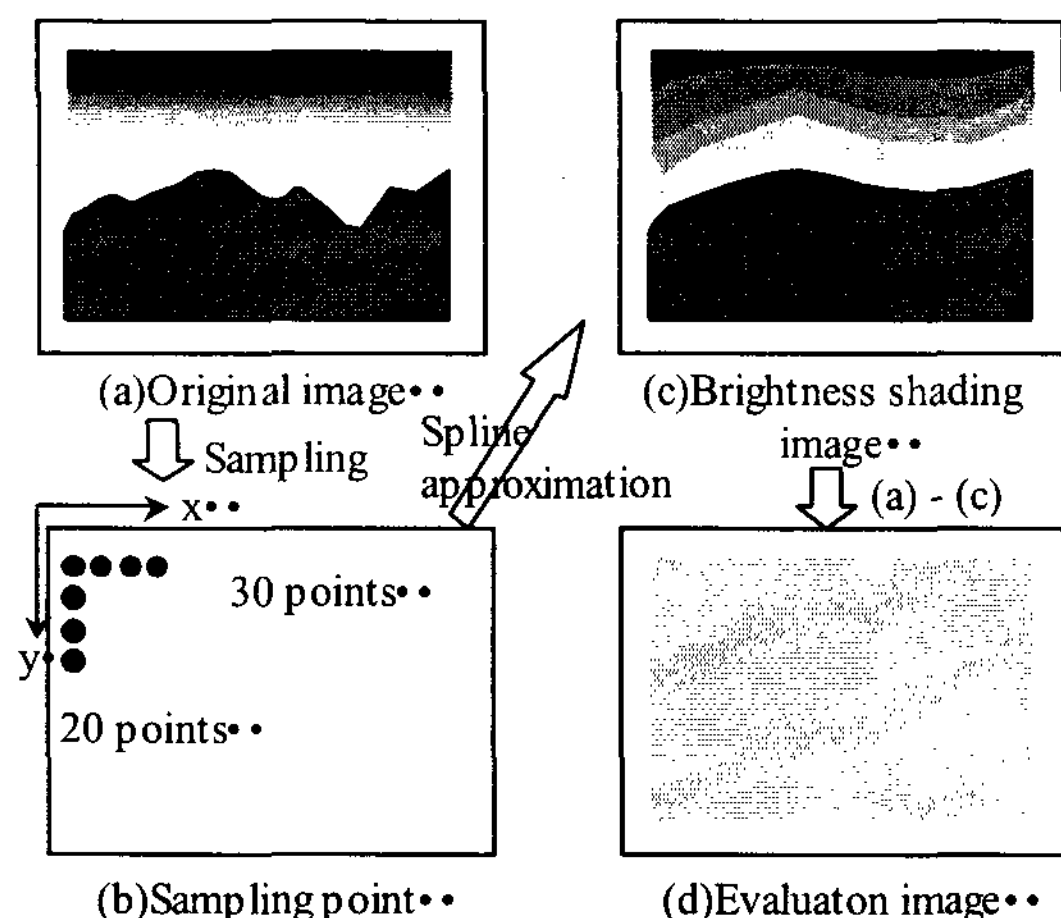 (a)Original image••
(c)Brightness shading
image••
Sampling
Spline
approximation
(a) - (c)
x••
30 points••
y•
20 points••
(b)Sampling point••
(d)Evaluaton image••